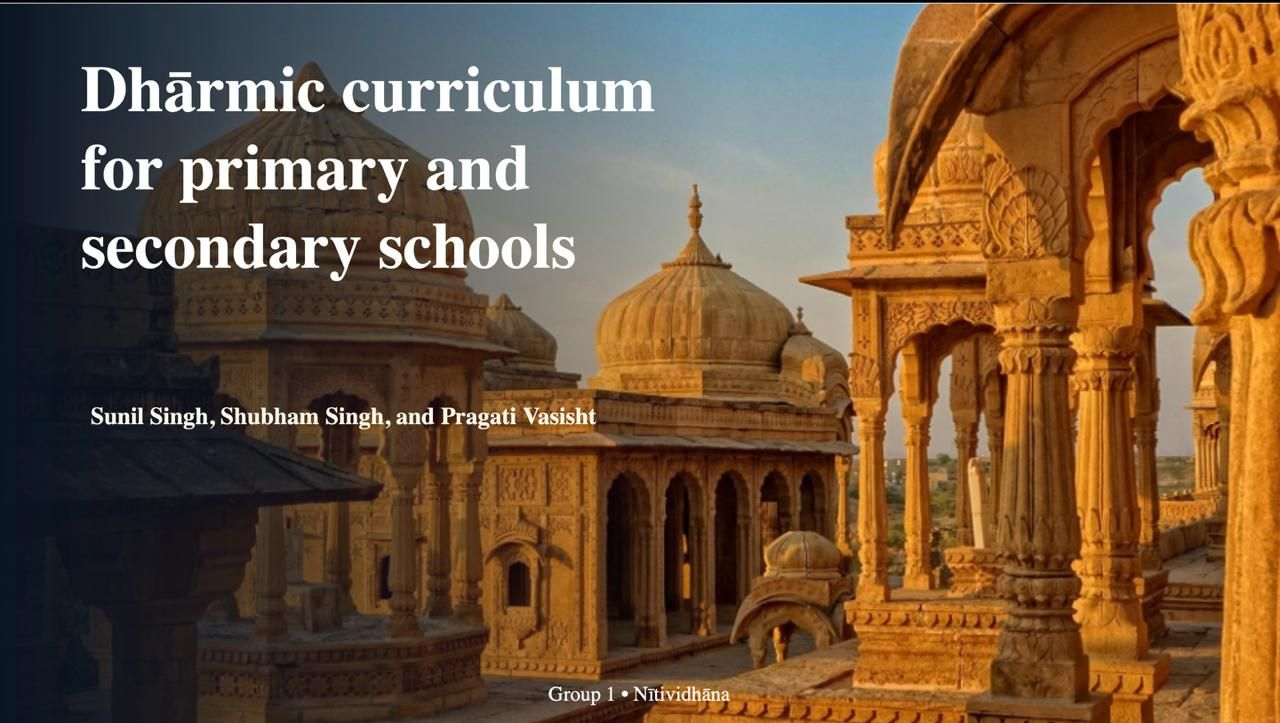 Dhārmic curriculum
for primary and
secondary schools
Sunil Singh, Shubham Singh, and Pragati Vasisht
Group 1 • Nītividhāna